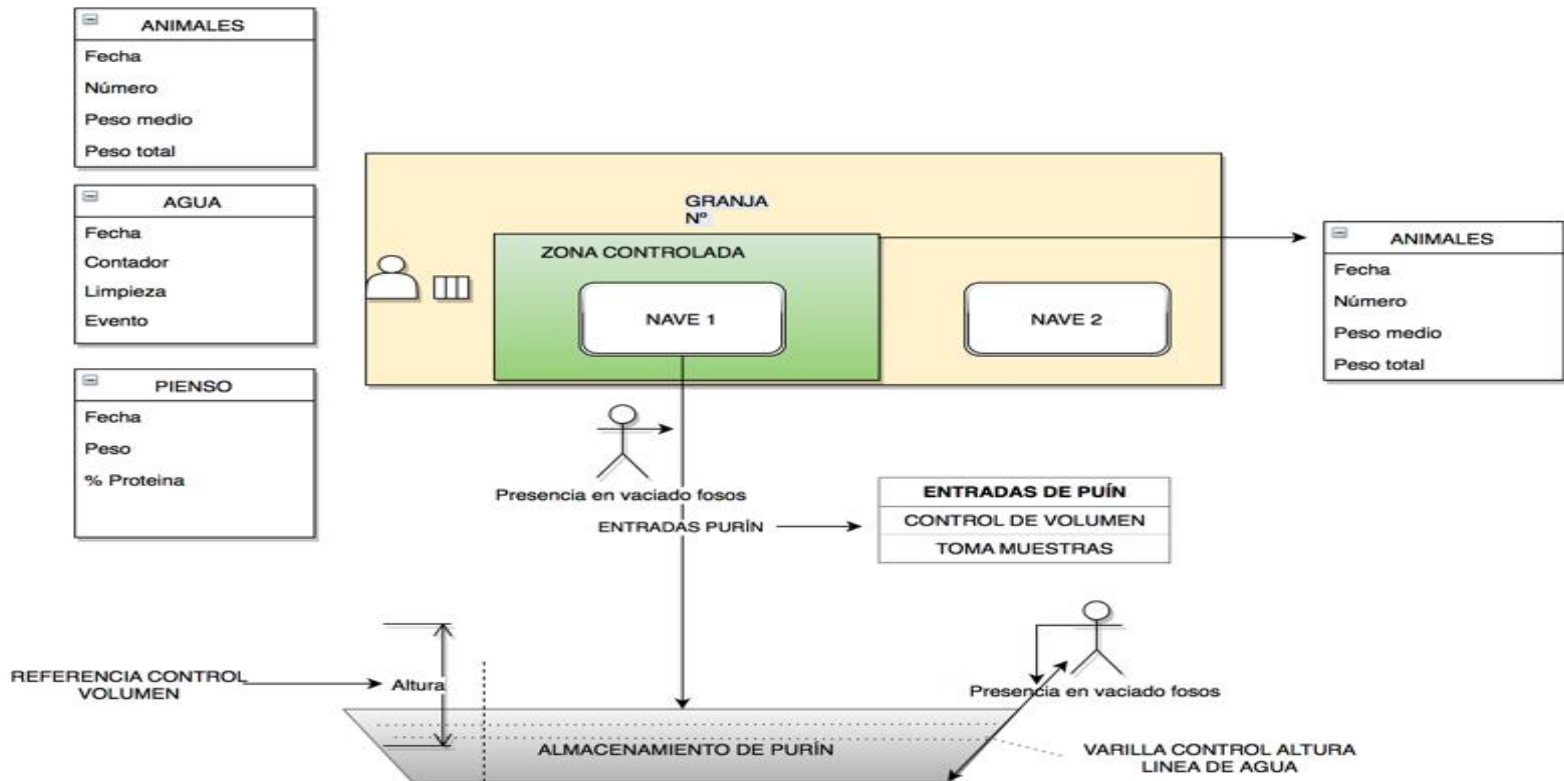 ANIMALES
Fecha
Número
Peso medio
Peso total
AGUA
Fecha
Contador
Limpieza
Evento
PIENSO
Fecha
Peso
% Proteina
GRANJA
Nº
ZONA CONTROLADA
NAVE 1
NAVE 2
ANIMALES
Fecha
Número
Peso medio
Peso total
Presencia en vaciado fosos
ENTRADAS PURÍN
ENTRADAS DE PUÍN
CONTROL DE VOLUMEN
TOMA MUESTRAS
REFERENCIA CONTROL
VOLUMEN
Altura
Presencia en vaciado fosos
ALMACENAMIENTO DE PURÍN
VARILLA CONTROL ALTURA
LINEA DE AGUA